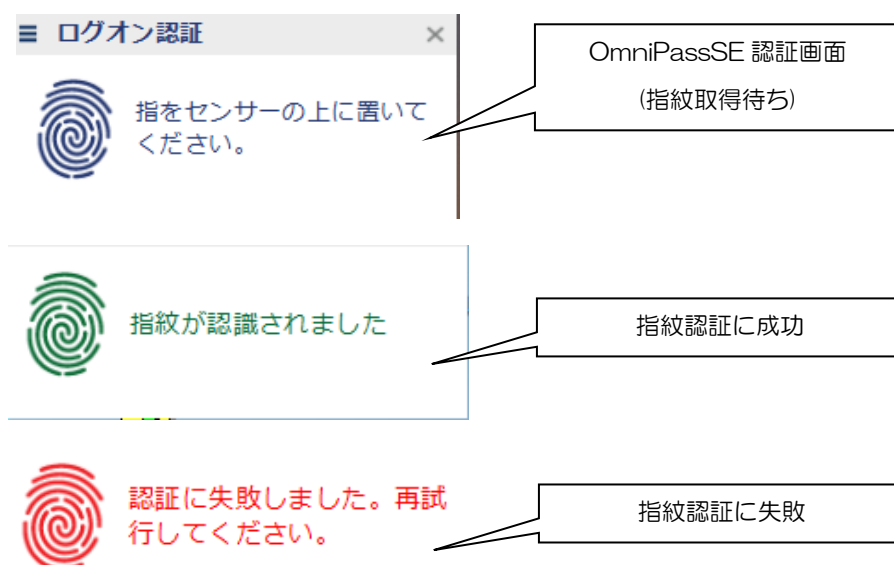 ログオン認証
指をセンサーの上に置いて
ください。
OmniPassSE 認証画面
(指紋取得待ち)
指紋が認識されました
指紋認証に成功
認証に失敗しました。再試
行してください。
指紋認証に失敗